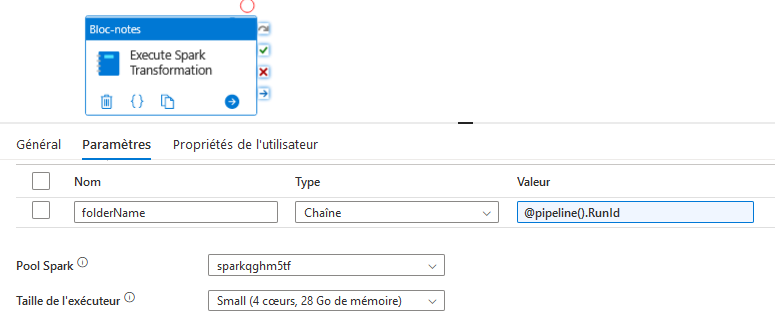 Bloc-notes
Execute Spark
Transformation
Général Paramètres Propriétés de l'utilisateur
Nom Type Valeur
folderName Chaîne @pipeline().RunId
Pool Spark sparkqghm5tf
Taille de l'exécuteur Small (4 cœurs, 28 Go de mémoire)